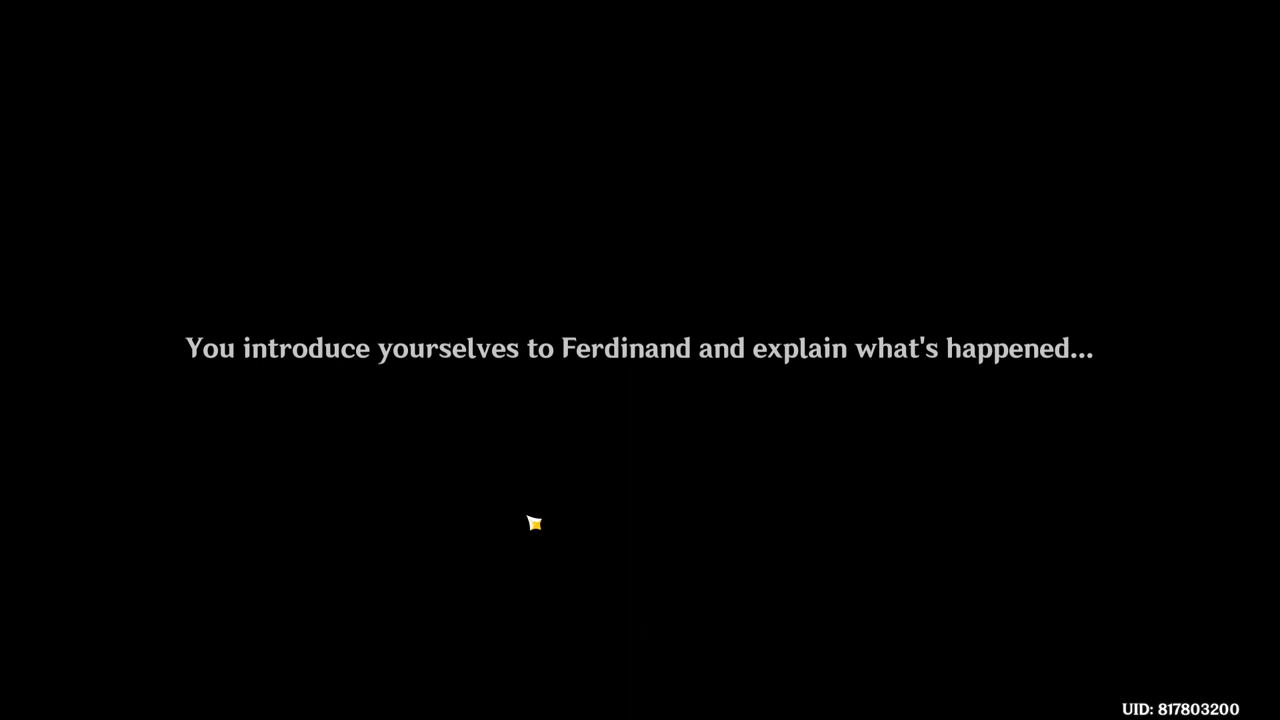 You introduce yourselves to Ferdinand and explain what's happened...
UID: 817803200